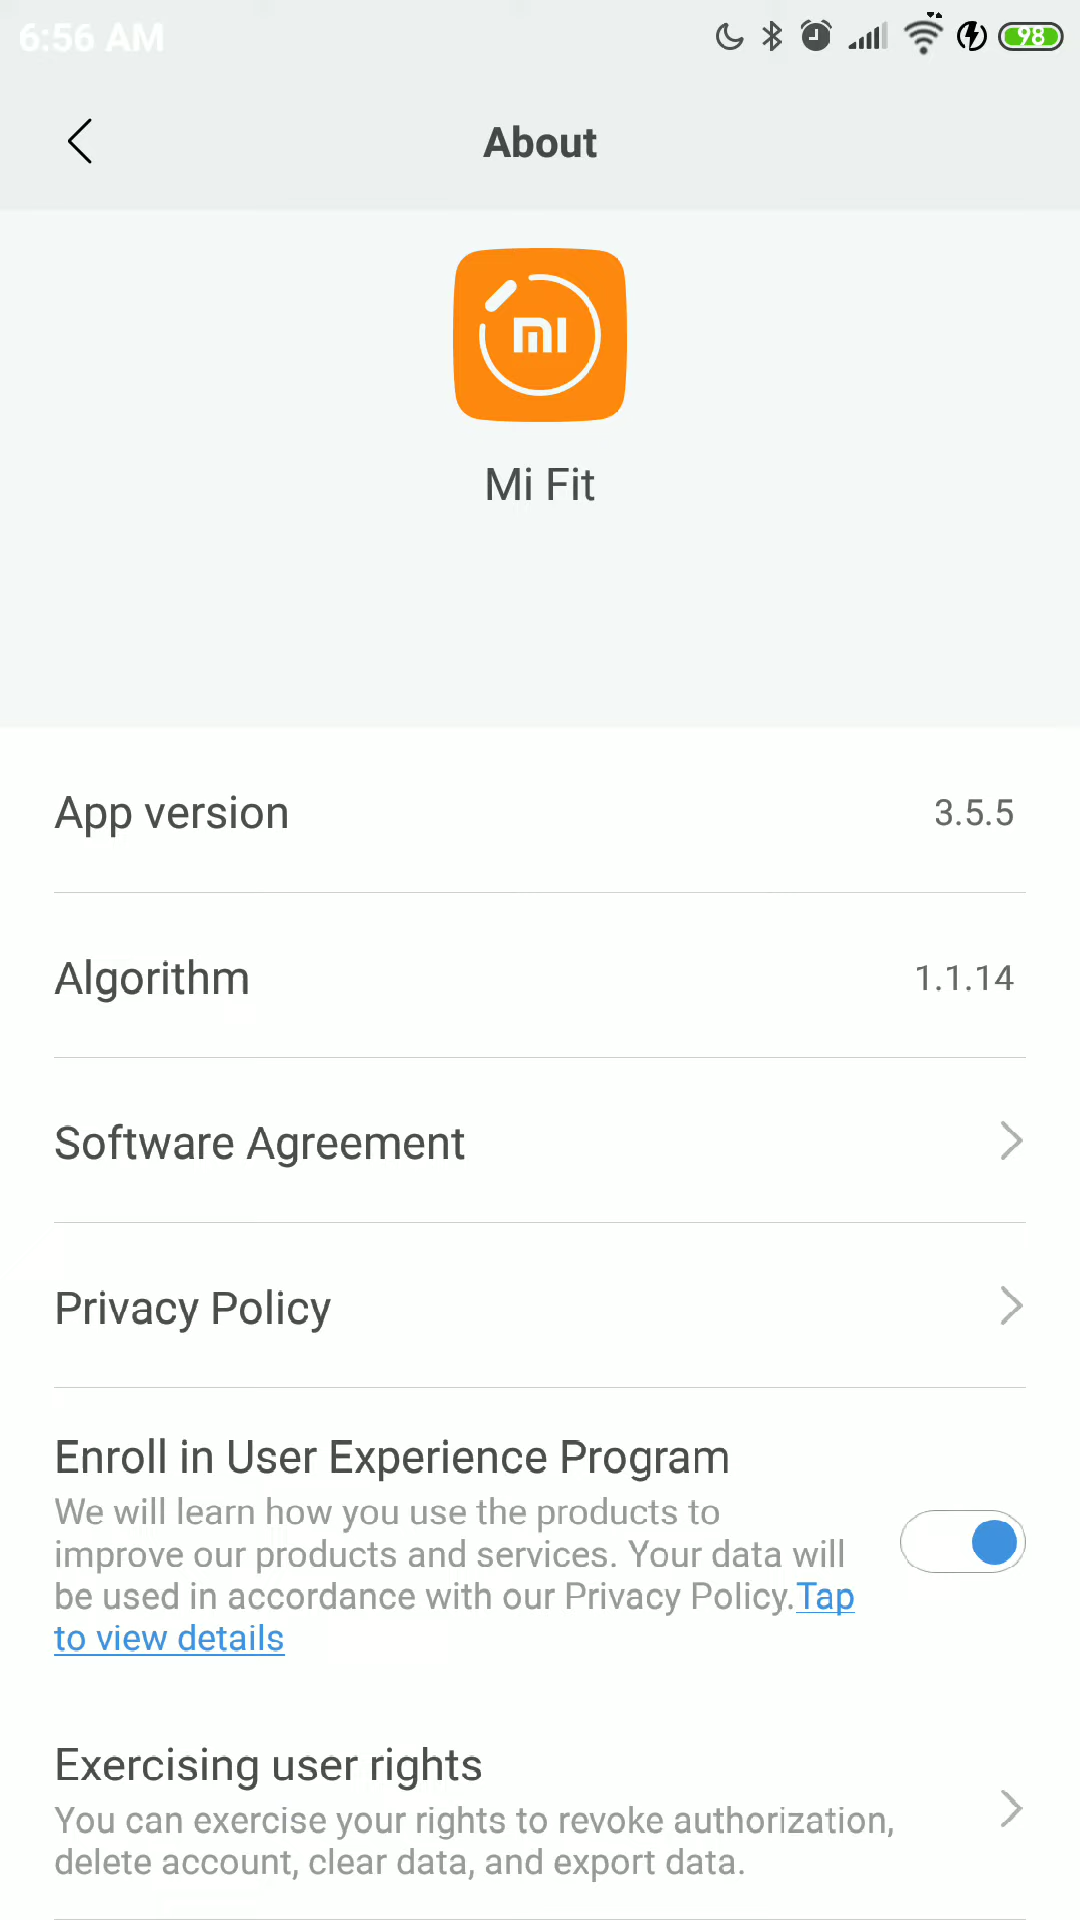 6:56 AM 98
About
mi
Mi Fit
App version 3.5.5
Algorithm 1.1.14
Software Agreement
Privacy Policy
Enroll in User Experience Program
We will learn how you use the products to
improve our products and services. Your data will
be used in accordance with our Privacy Policy.Tap
to view details
Exercising user rights
You can exercise your rights to revoke authorization,
delete account, clear data, and export data.